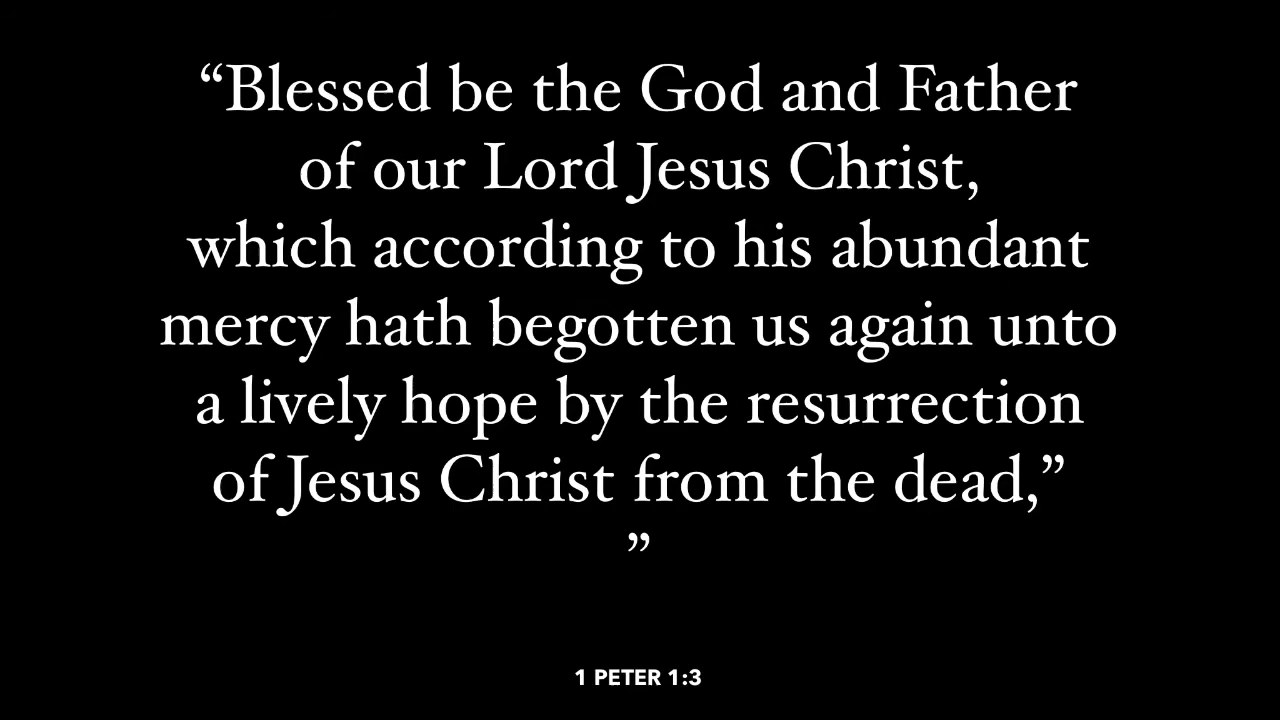 “Blessed be the God and Father
of our Lord Jesus Christ,
which according to his abundant
mercy hath begotten us again unto
a lively hope by the resurrection
of Jesus Christ from the dead,”
”
1 PETER 1:3